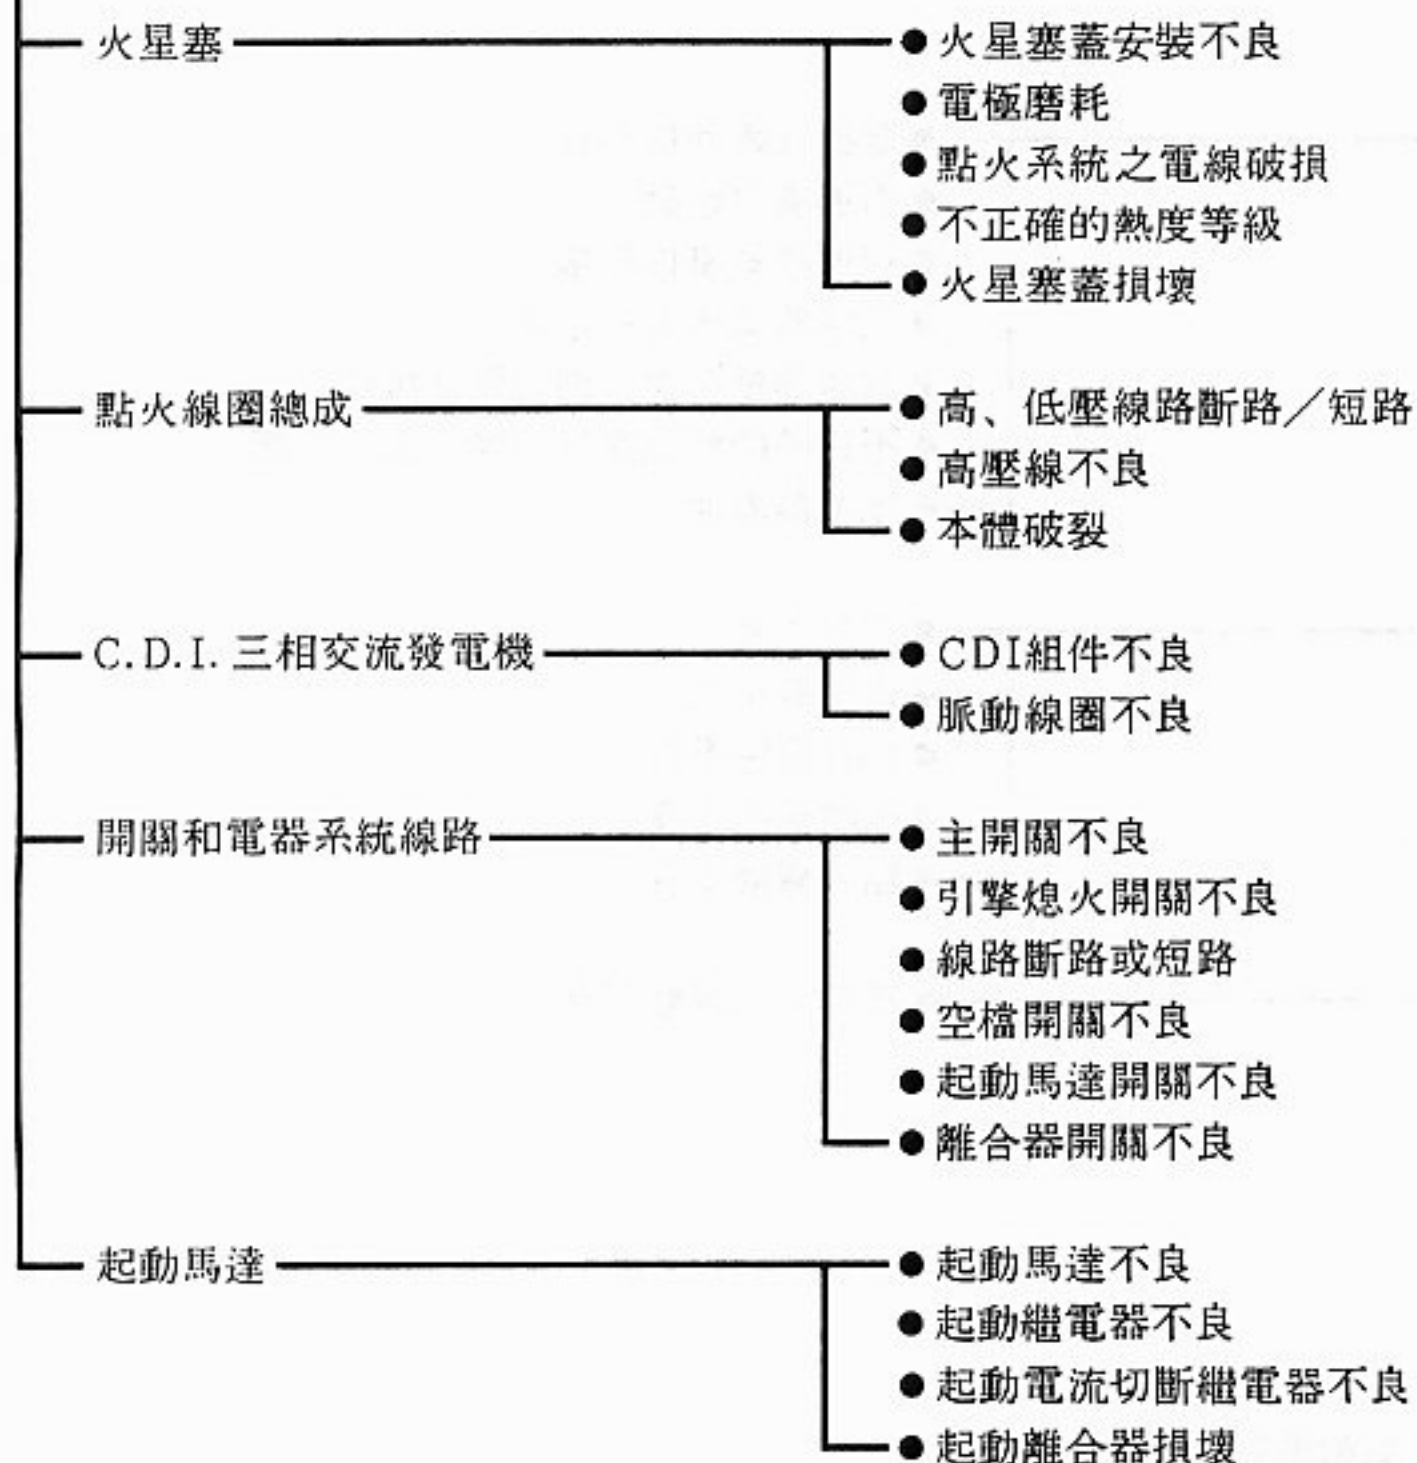 火星塞
●火星塞蓋安裝不良
●電極磨耗
●點火系統之電線破損
●不正確的熱度等級
●火星塞蓋損壞
點火線圈總成
●高、低壓線路斷路／短路
●高壓線不良
●本體破裂
C.D.I. 三相交流發電機
●CDI組件不良
●脈動線圈不良
開關和電器系統線路
●主開關不良
●引擎熄火開關不良
●線路斷路或短路
●空檔開關不良
●起動馬達開關不良
●離合器開關不良
起動馬達
●起動馬達不良
●起動繼電器不良
●起動電流切斷繼電器不良
●起動離合器損壞